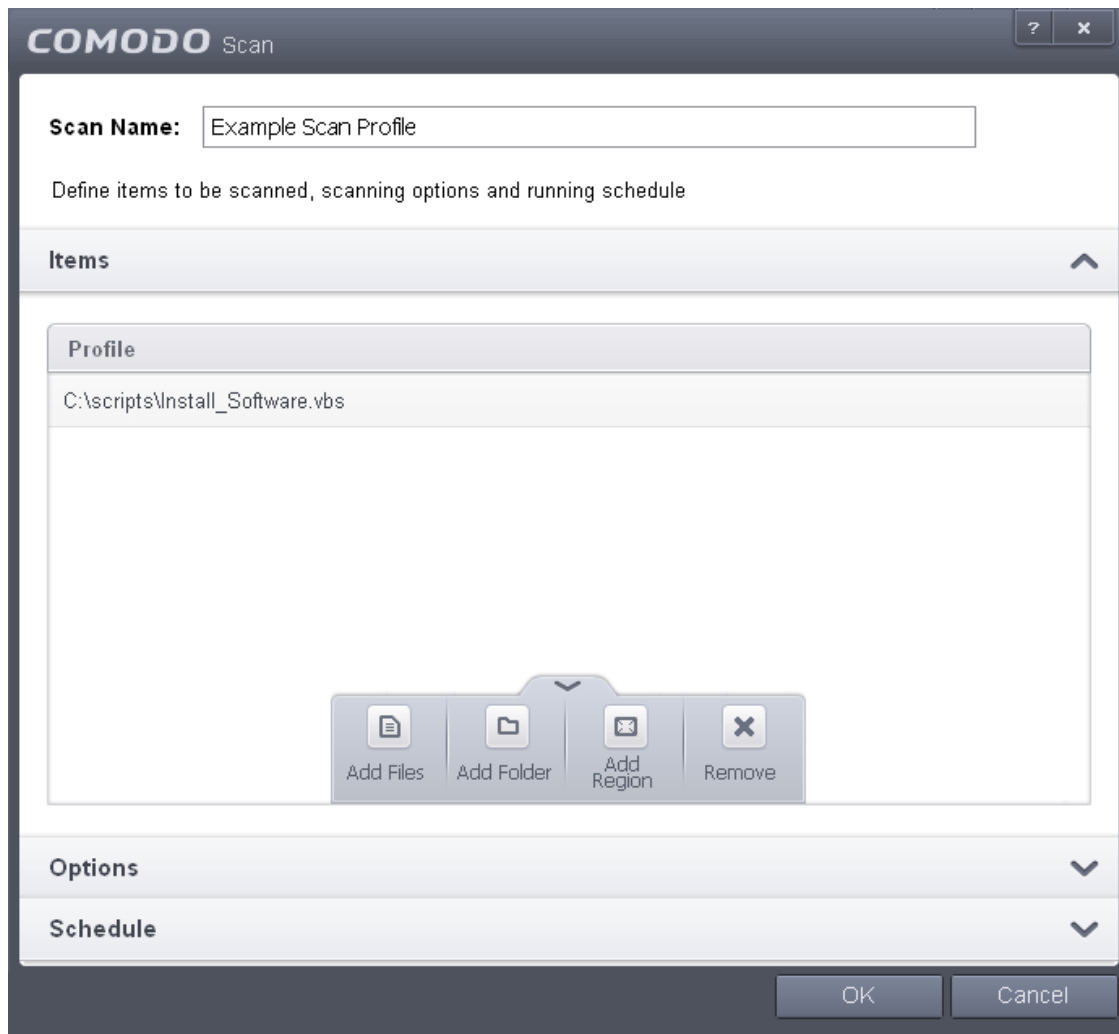 COMODO Scan
?
Scan Name: Example Scan Profile
Define items to be scanned, scanning options and running schedule
Items
Profile
C:\scripts\Install_Software.vbs
Add Files
Add Folder
Add
Region
Remove
Options
Schedule
OK
Cancel